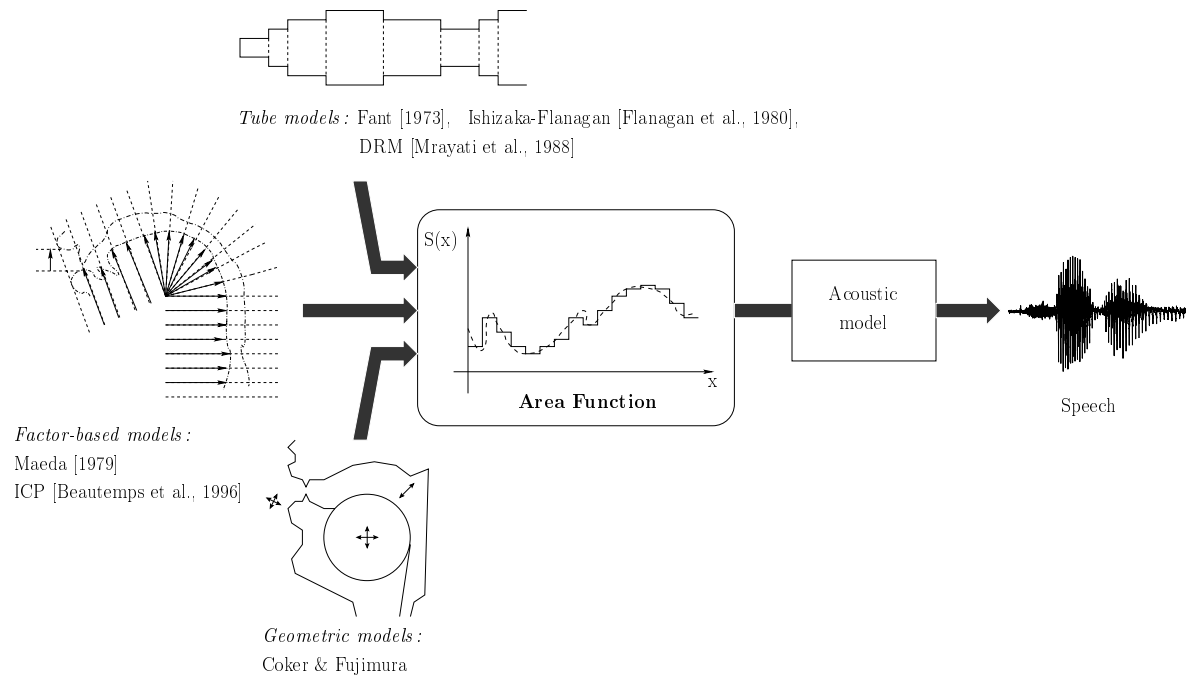 Tube models : Fant [1973], Ishizaka-Flanagan [Flanagan et al., 1980],
DRM [Mrayati et al., 1988]
S(x)
x
Area Function
Acoustic
model
Speech
Factor-based models :
Maeda [1979]
ICP [Beautemps et al., 1996]
Geometric models :
Coker & Fujimura